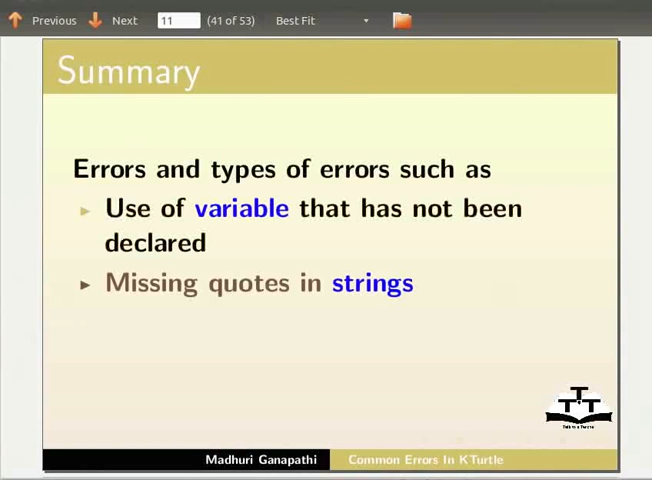 Previous Next 11 (41 of 53) Best Fit
Summary
Errors and types of errors such as
Use of variable that has not been
declared
Missing quotes in strings
Madhuri Ganapathi Common Errors In KTurtle